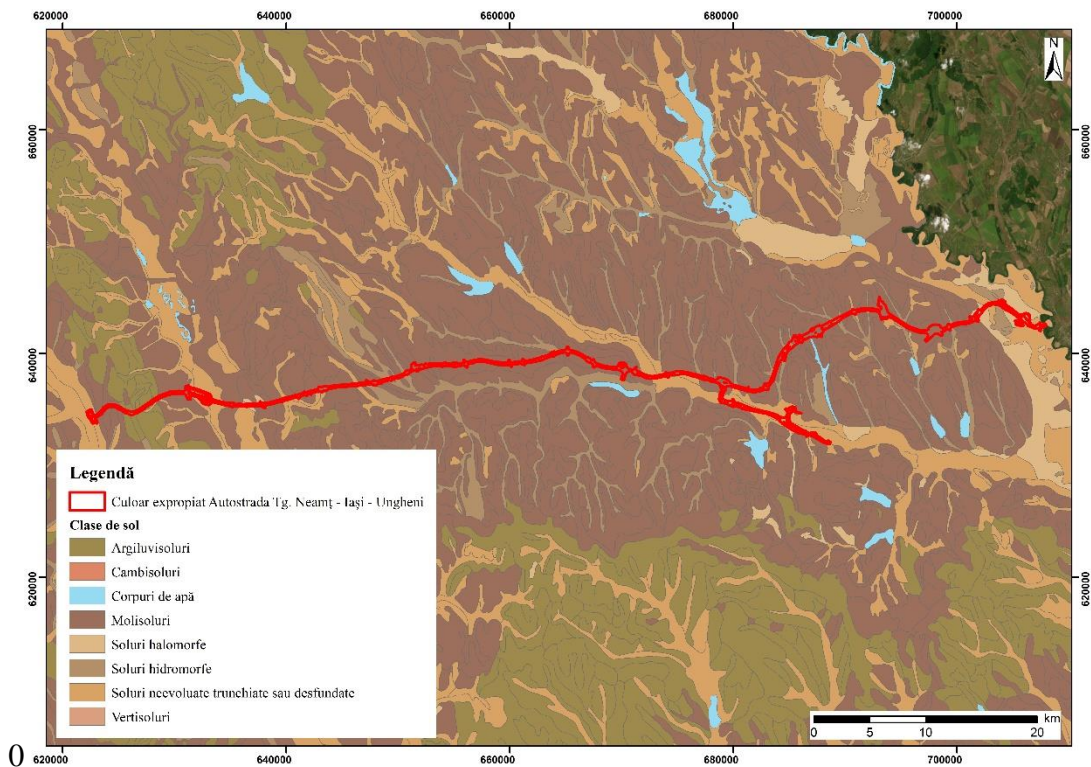 620000 640000 660000 680000 700000
N
660000 660000
640000 640000
620000 620000
Legendă
Culoar expropiat Autostrada Tg. Neamț - Iași - Ungheni
Clase de sol
Argiluvisoluri
Cambisoluri
Corpuri de apă
Molisoluri
Soluri halomorfe
Soluri hidromorfe
Soluri neevoluate trunchiate sau desfundate
Vertisoluri
km
0 5 10 20
0
620000 640000 660000 680000 700000